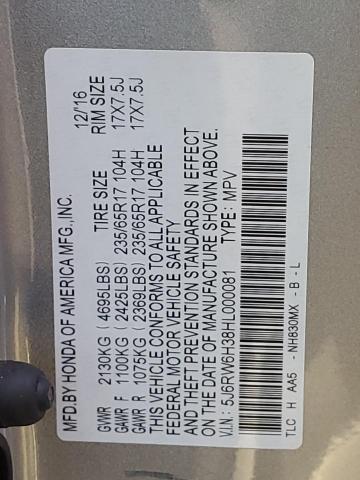 MFD.BY HONDA OF AMERICA MFG.,INC. 12/16
TIRE SIZE RIM SIZE
GVWR 2130KG (4695LBS)
GAWR F 1100KG (2425LBS) 235/65R17 104H 17X7.5J
GAWR R 1075KG (2369LBS) 235/65R17 104H 17X7.5J
THIS VEHICLE CONFORMS TO ALL APPLICABLE
FEDERAL MOTOR VEHICLE SAFETY
AND THEFT PREVENTION STANDARDS IN EFFECT
ON THE DATE OF MANUFACTURE SHOWN ABOVE.
V.I.N.: 5J6RW6H38HL000081 TYPE: MPV
TLC H AA5 - NH830MX - B - L